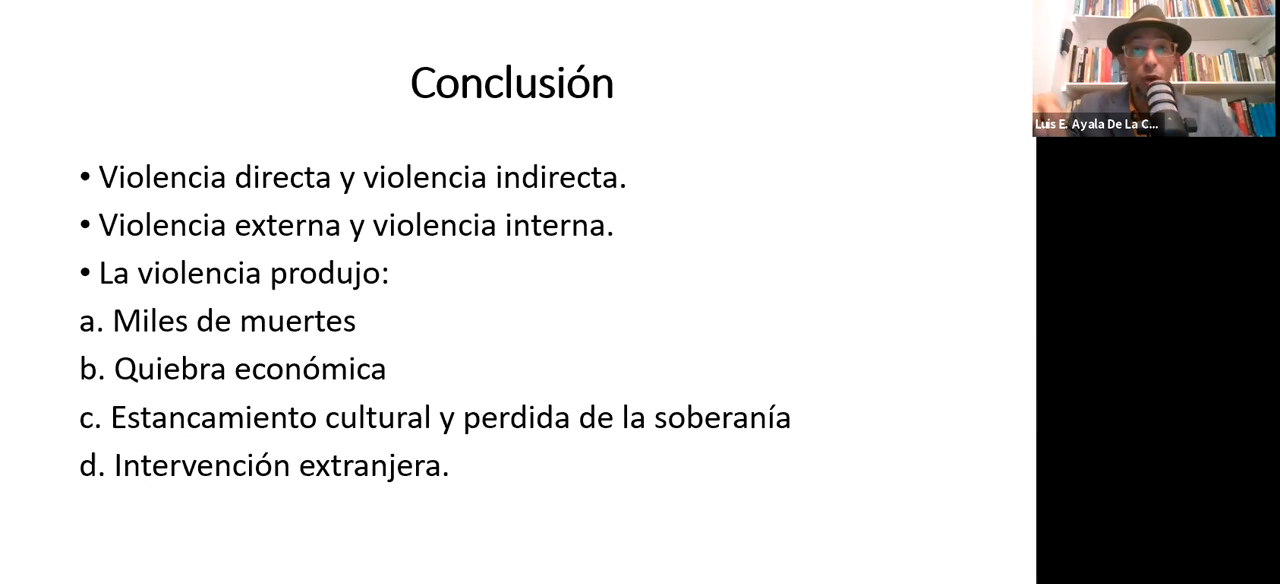 Conclusión
• Violencia directa y violencia indirecta.
• Violencia externa y violencia interna.
• La violencia produjo:
a. Miles de muertes
b. Quiebra económica
c. Estancamiento cultural y perdida de la soberanía
d. Intervención extranjera.
Luis E. Ayala De La C...